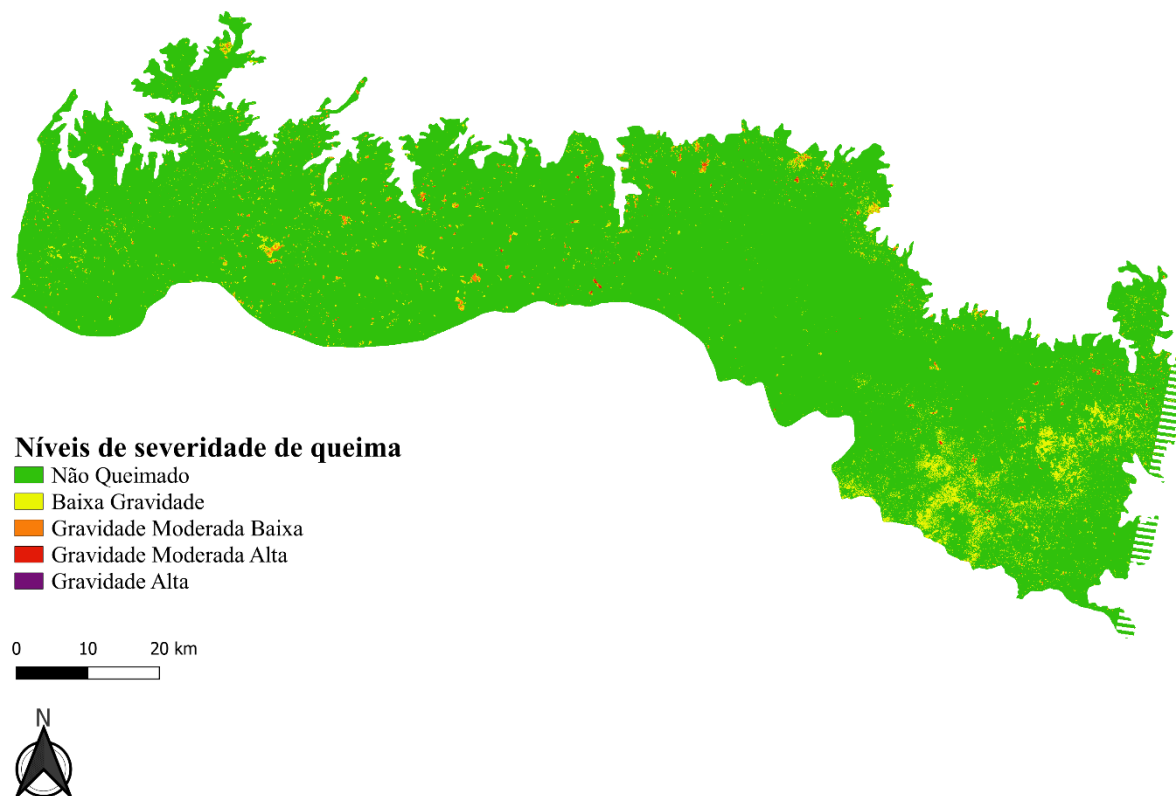 Níveis de severidade de queima
Não Queimado
Baixa Gravidade
Gravidade Moderada Baixa
Gravidade Moderada Alta
Gravidade Alta
0 10 20 km
N